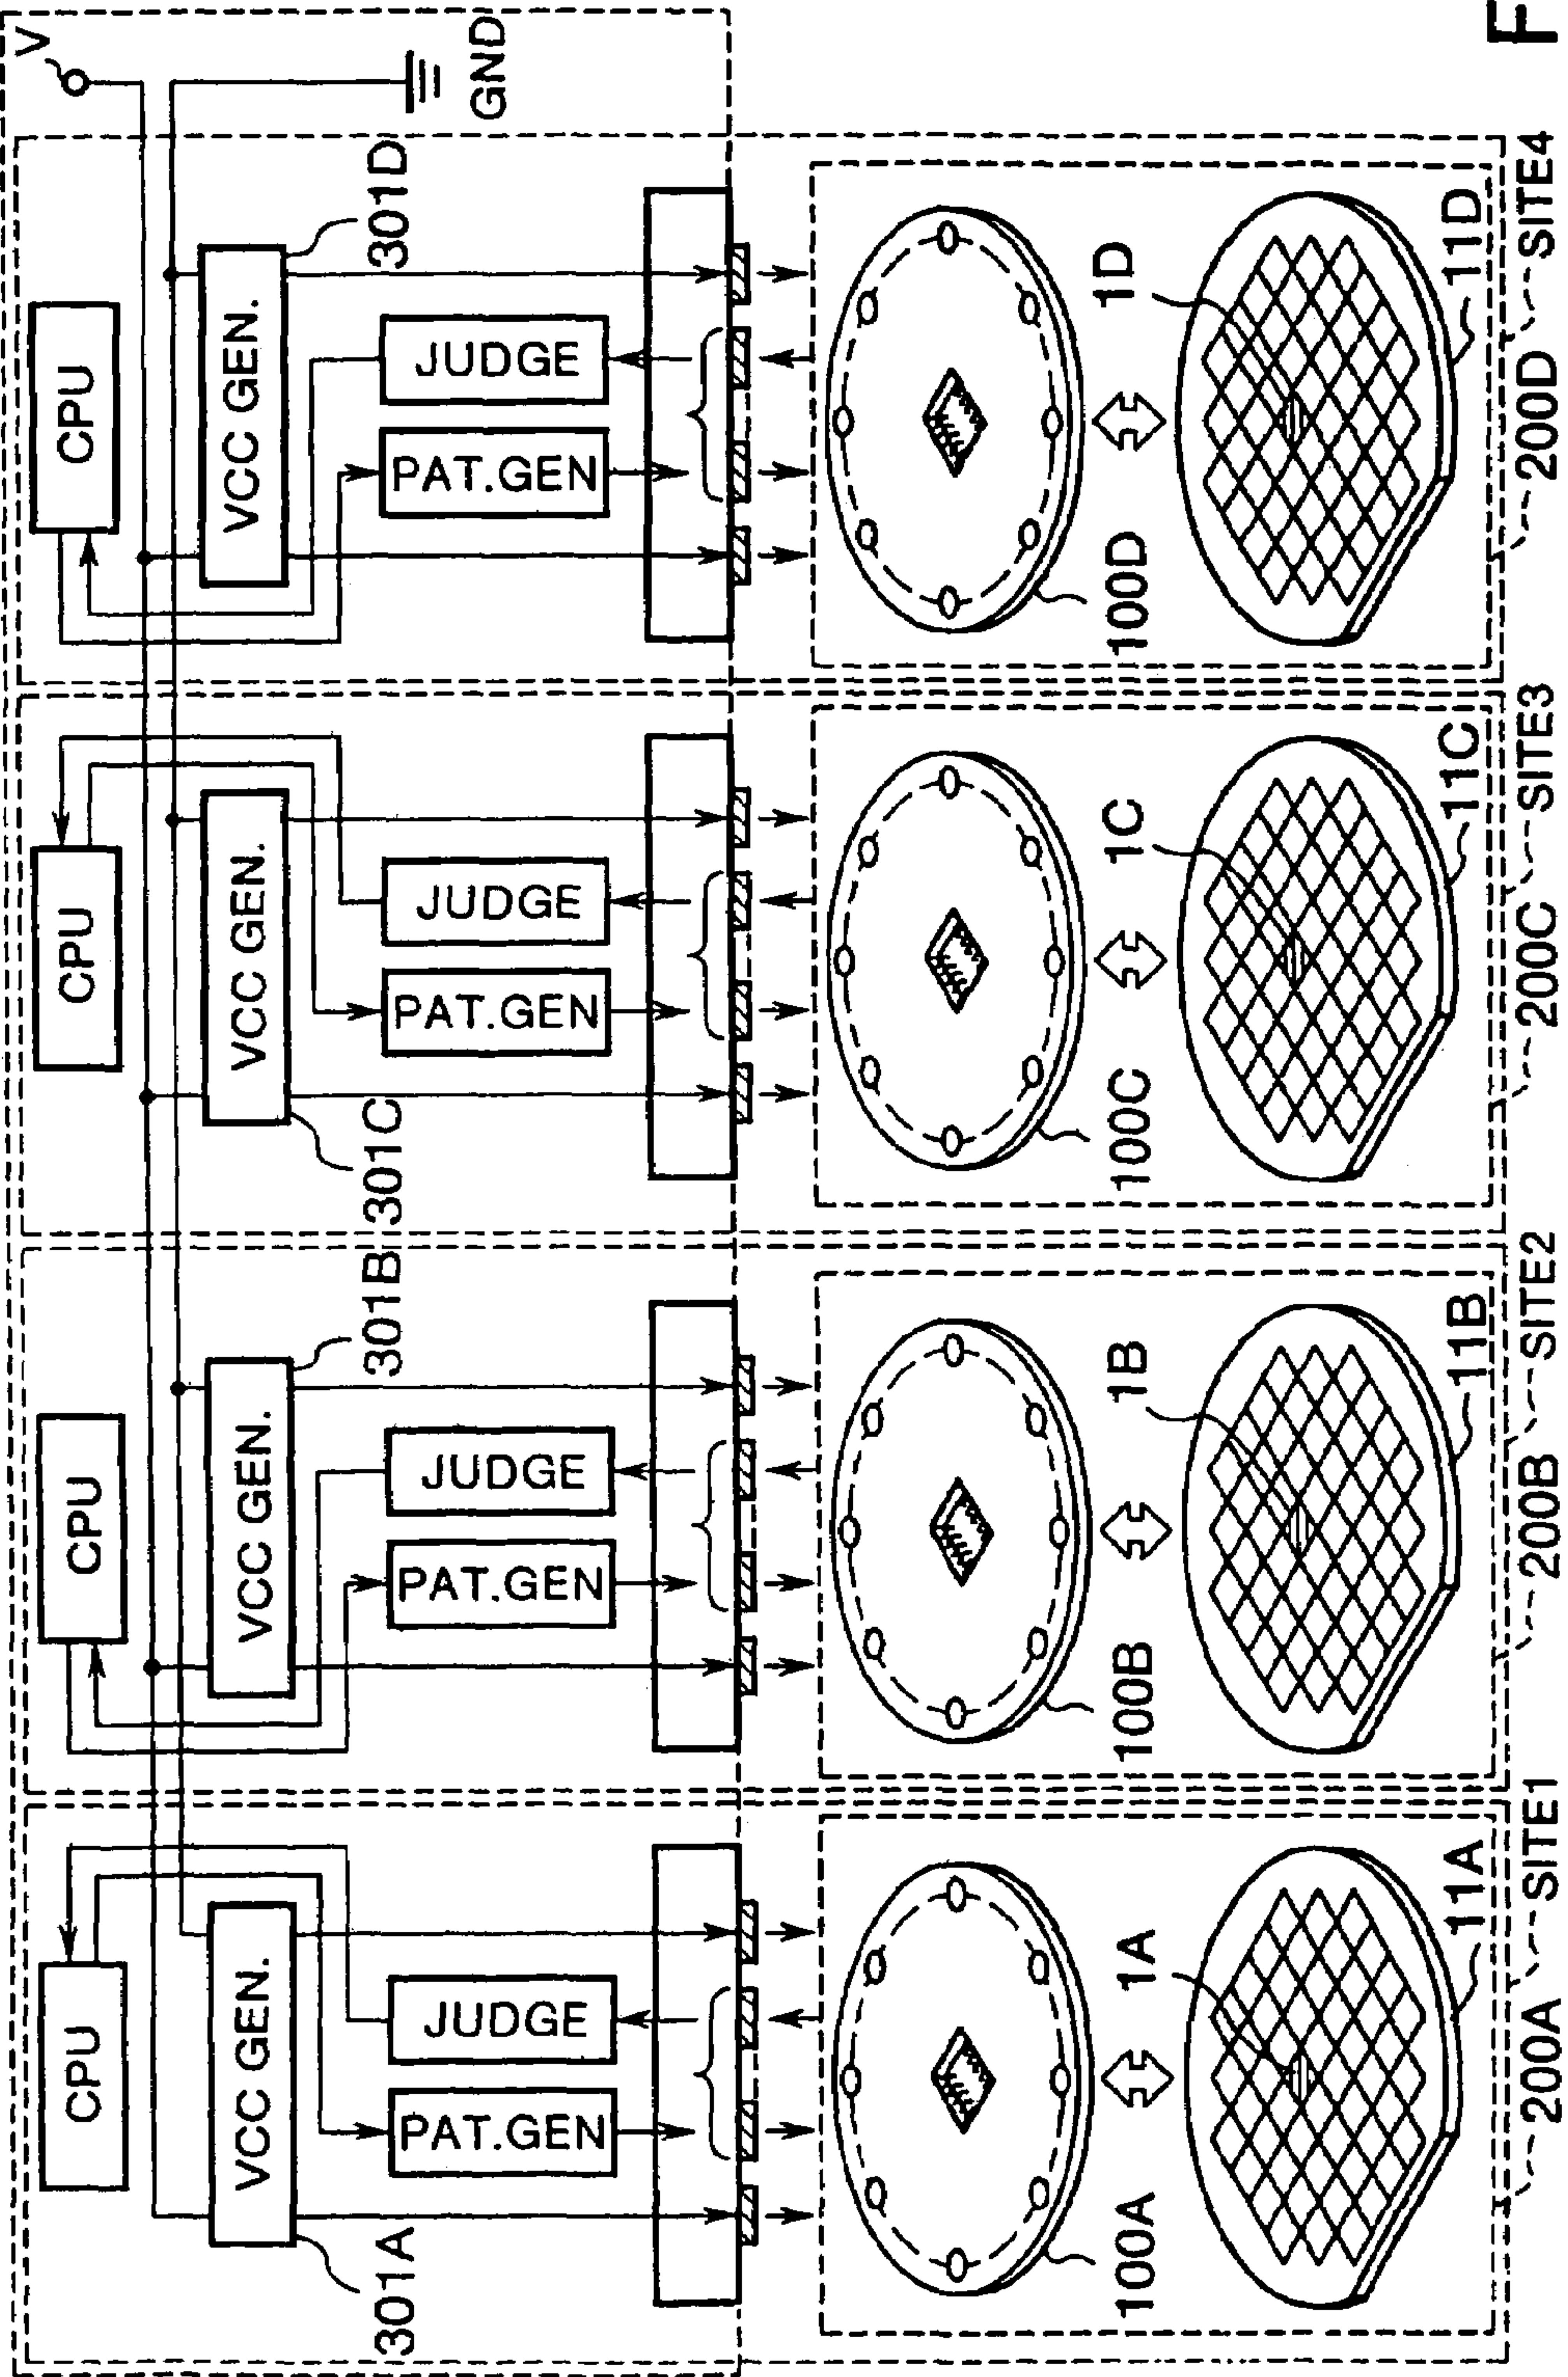 V
GND
CPU
CPU
CPU
CPU
VCC GEN.
VCC GEN.
VCC GEN.
VCC GEN.
301A
301B
301C
301D
PAT.GEN
JUDGE
PAT.GEN
JUDGE
PAT.GEN
JUDGE
PAT.GEN
JUDGE
100A
1A
100B
1B
100C
1C
100D
1D
11A
11B
11C
11D
200A
SITE1
200B
SITE2
200C
SITE3
200D
SITE4
F